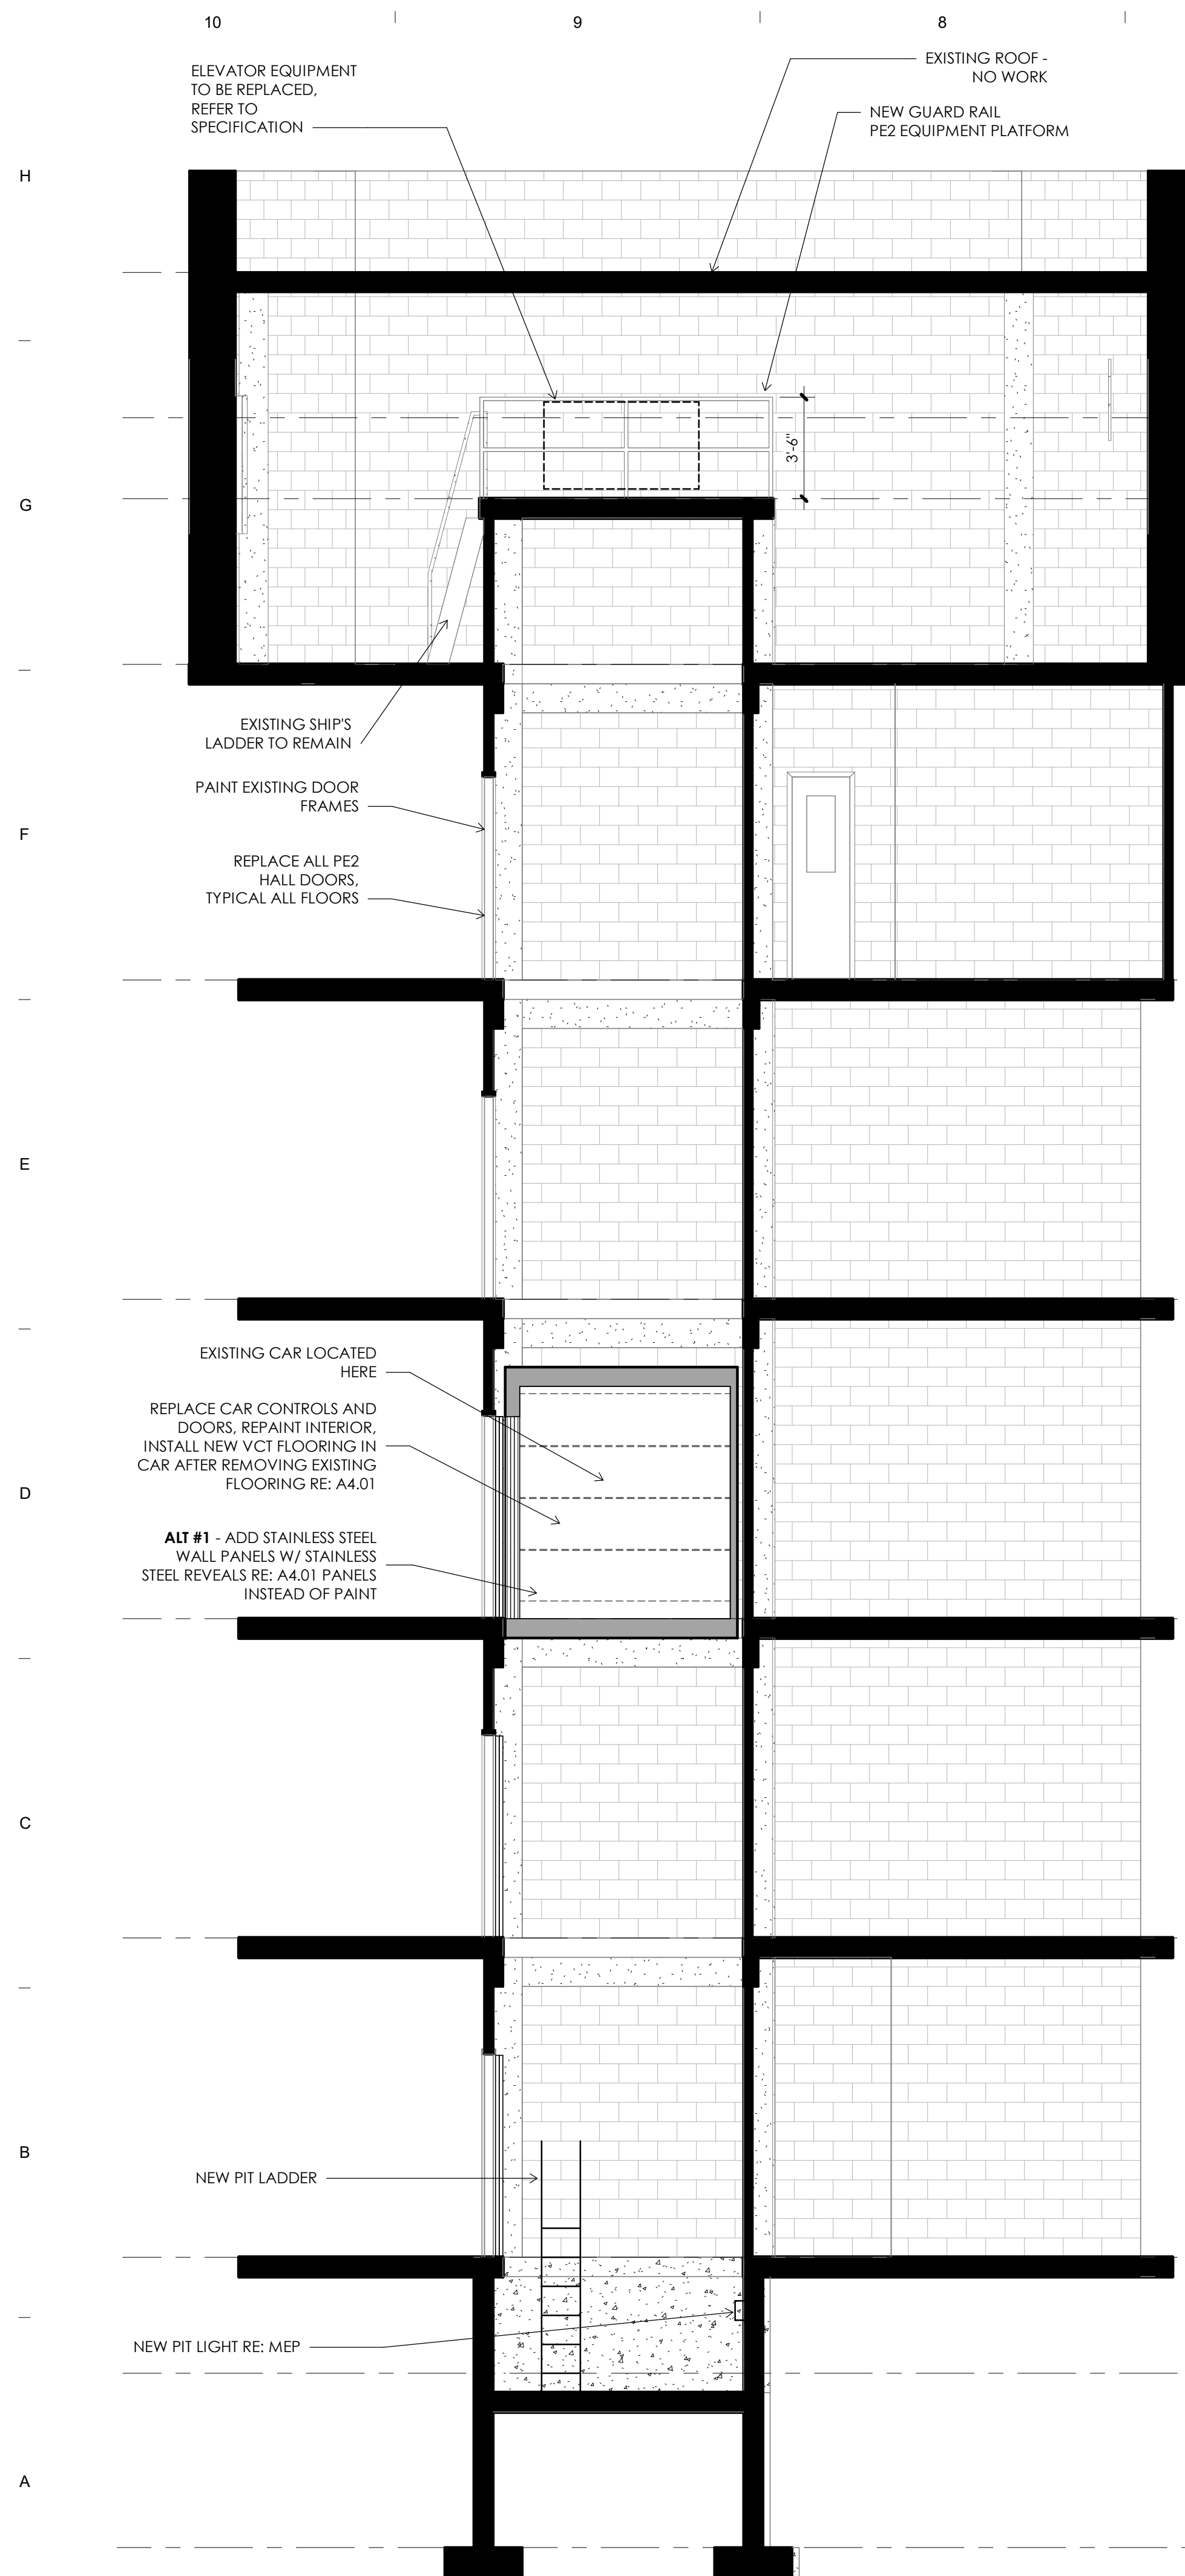 10
9
8
ELEVATOR EQUIPMENT
TO BE REPLACED,
REFER TO
SPECIFICATION
EXISTING ROOF -
NO WORK
NEW GUARD RAIL
PE2 EQUIPMENT PLATFORM
H
3'-6"
G
EXISTING SHIP'S
LADDER TO REMAIN
PAINT EXISTING DOOR
FRAMES
F
REPLACE ALL PE2
HALL DOORS,
TYPICAL ALL FLOORS
E
EXISTING CAR LOCATED
HERE
REPLACE CAR CONTROLS AND
DOORS, REPAINT INTERIOR,
INSTALL NEW VCT FLOORING IN
CAR AFTER REMOVING EXISTING
FLOORING RE: A4.01
D
ALT #1 - ADD STAINLESS STEEL
WALL PANELS W/ STAINLESS
STEEL REVEALS RE: A4.01 PANELS
INSTEAD OF PAINT
C
B
NEW PIT LADDER
NEW PIT LIGHT RE: MEP
A